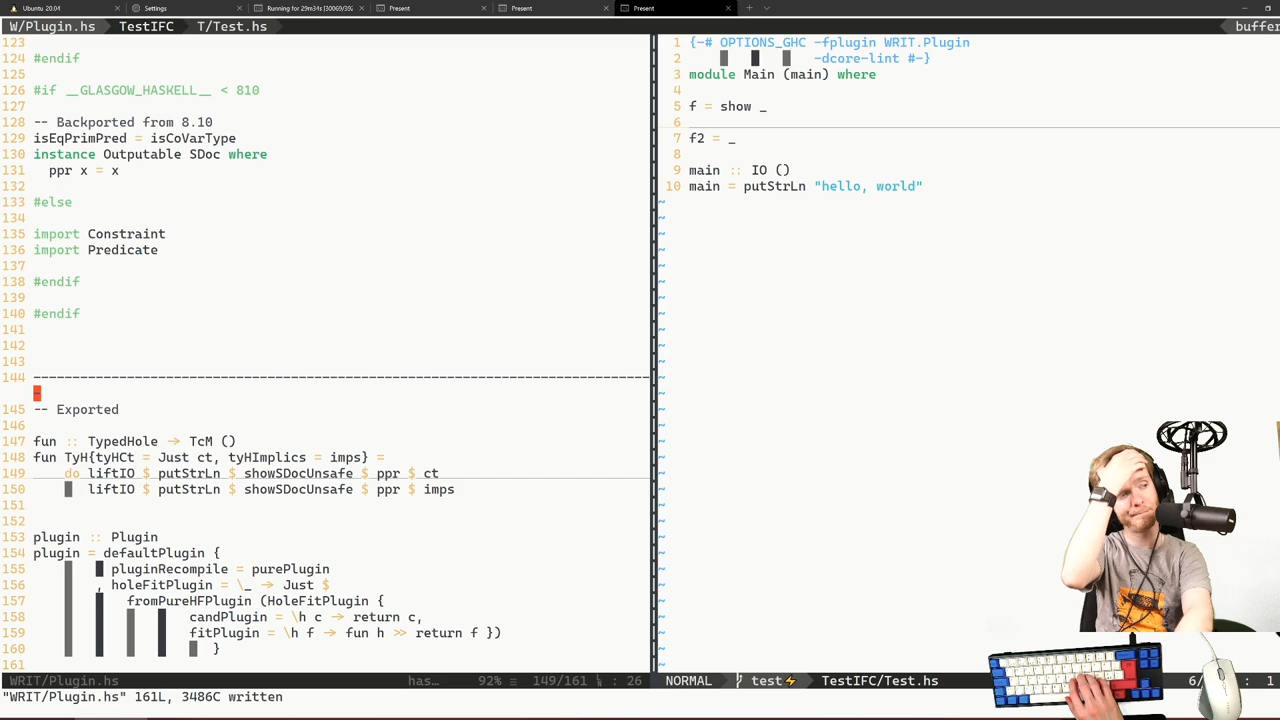 Ubuntu 20.04
Settings
Running for 29m34s [30069/392
Present
Present
Present
W/Plugin.hs TestIFC T/Test.hs
buffer
123
124 #endif
125
126 #if __GLASGOW_HASKELL__ < 810
127
128 -- Backported from 8.10
129 isEqPrimPred = isCoVarType
130 instance Outputable SDoc where
131 ppr x = x
132
133 #else
134
135 import Constraint
136 import Predicate
137
138 #endif
139
140 #endif
141
142
143
144 --------------------------------------------------------------------------------
145 -- Exported
146
147 fun :: TypedHole → TcM ()
148 fun TyH{tyHCt = Just ct, tyHImplics = imps} =
149 do liftIO $ putStrLn $ showSDocUnsafe $ ppr $ ct
150 liftIO $ putStrLn $ showSDocUnsafe $ ppr $ imps
151
152
153 plugin :: Plugin
154 plugin = defaultPlugin {
155 pluginRecompile = purePlugin
156 , holeFitPlugin = \_ → Just $
157 fromPureHFPlugin (HoleFitPlugin {
158 candPlugin = \h c → return c,
159 fitPlugin = \h f → fun h >> return f })
160 }
161
WRIT/Plugin.hs has… 92% ≡ 149/161 : 26
"WRIT/Plugin.hs" 161L, 3486C written
1 {-# OPTIONS_GHC -fplugin WRIT.Plugin
2 -dcore-lint #-}
3 module Main (main) where
4
5 f = show _
6
7 f2 = _
8
9 main :: IO ()
10 main = putStrLn "hello, world"
NORMAL test⚡ TestIFC/Test.hs 6/ : 1